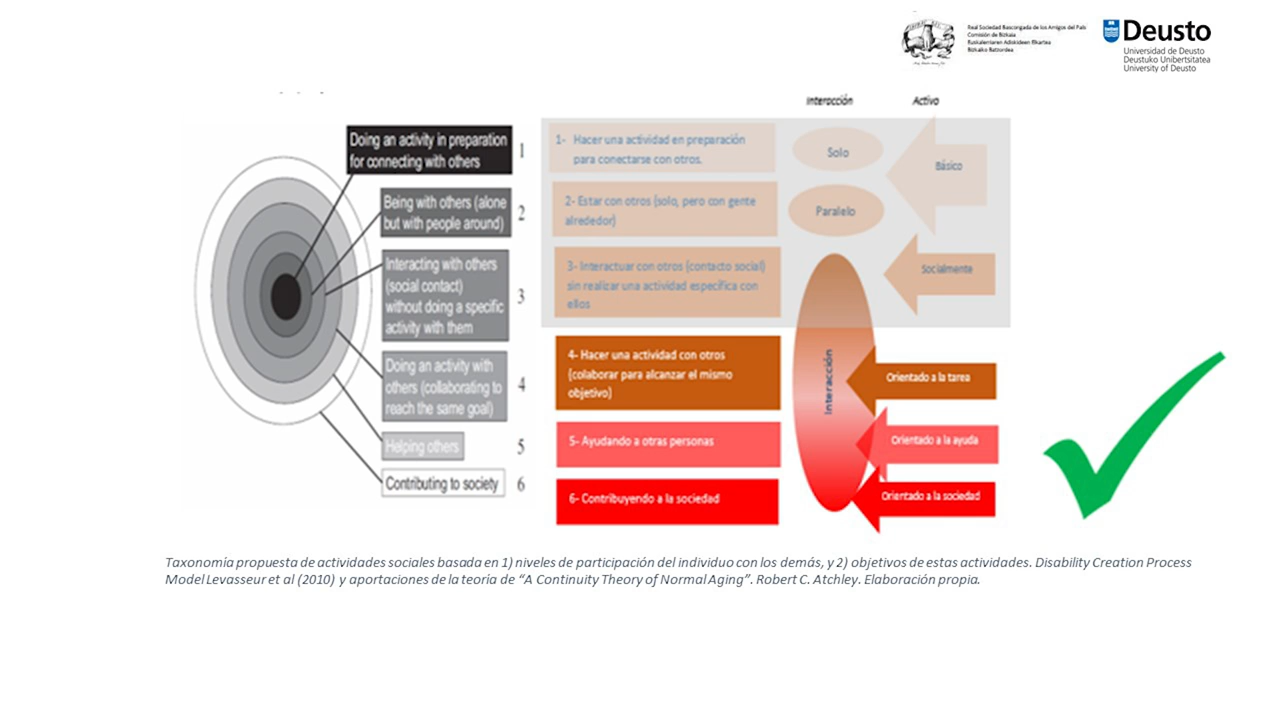 Real Sociedad Bascongada de los Amigos del País
Comisión de Bizkaia
Euskalerriaren Adiskideen Elkartea
Bizkaiko Batzordea
Deusto
Universidad de Deusto
Deustuko Unibertsitatea
University of Deusto
Interacción
Activo
Doing an activity in preparation
for connecting with others
1
Being with others (alone
but with people around)
2
Interacting with others
(social contact)
without doing a specific
activity with them
3
Doing an activity with
others (collaborating to
reach the same goal)
4
Helping others
5
Contributing to society
6
1- Hacer una actividad en preparación
para conectarse con otros.
2- Estar con otros (solo, pero con gente
alrededor)
3- Interactuar con otros (contacto social)
sin realizar una actividad específica con
ellos
4- Hacer una actividad con otros
(colaborar para alcanzar el mismo
objetivo)
5- Ayudando a otras personas
6- Contribuyendo a la sociedad
Solo
Paralelo
Interacción
Básico
Socialmente
Orientado a la tarea
Orientado a la ayuda
Orientado a la sociedad
Taxonomía propuesta de actividades sociales basada en 1) niveles de participación del individuo con los demás, y 2) objetivos de estas actividades. Disability Creation Process
Model Levasseur et al (2010) y aportaciones de la teoría de “A Continuity Theory of Normal Aging”. Robert C. Atchley. Elaboración propia.